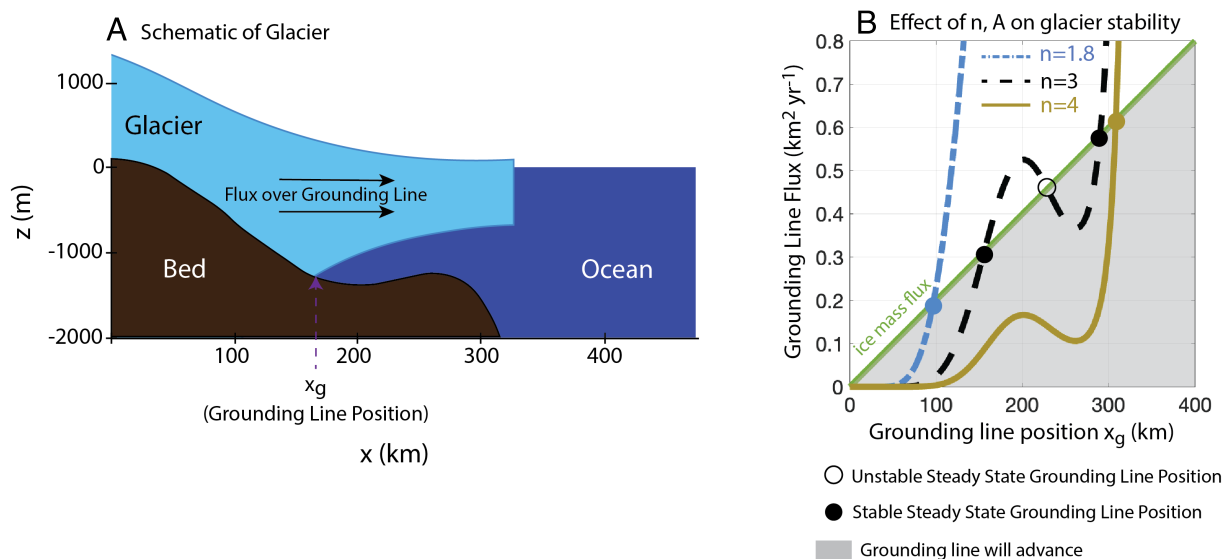 A Schematic of Glacier
1000
0
-1000
-2000
z (m)
Glacier
Flux over Grounding Line
Bed
Ocean
100
200
300
400
xg
(Grounding Line Position)
x (km)
B Effect of n, A on glacier stability
0.8
0.7
0.6
0.5
0.4
0.3
0.2
0.1
0
Grounding Line Flux (km² yr⁻¹)
n=1.8
n=3
n=4
ice mass flux
0
100
200
300
400
Grounding line position xg (km)
Unstable Steady State Grounding Line Position
Stable Steady State Grounding Line Position
Grounding line will advance